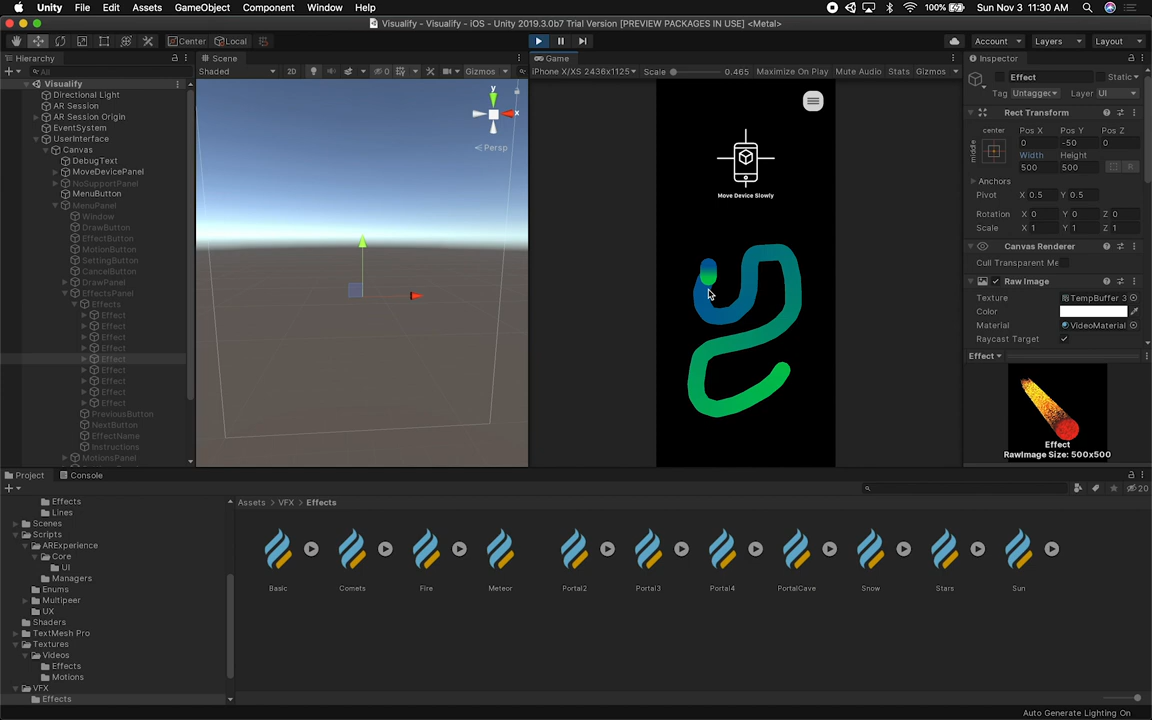 Unity File Edit Assets GameObject Component Window Help 100% Sun Nov 3 11:30 AM
Visualify - Visualify - iOS - Unity 2019.3.0b7 Trial Version [PREVIEW PACKAGES IN USE] <Metal>
Center Local Account Layers Layout
Hierarchy Scene Game Inspector
All Shaded 2D 0 Gizmos iPhone X/XS 2436x1125 Scale 0.465 Maximize On Play Mute Audio Stats Gizmos
Effect Static
Tag Untagged Layer UI
Visualify
Directional Light
AR Session
AR Session Origin
EventSystem
UserInterface
Canvas
DebugText
MoveDevicePanel
NoSupportPanel
MenuButton
MenuPanel
Window
DrawButton
EffectButton
MotionButton
SettingButton
CancelButton
DrawPanel
EffectsPanel
Effects
Effect
Effect
Effect
Effect
Effect
Effect
Effect
Effect
Effect
PreviousButton
NextButton
EffectName
Instructions
MotionsPanel
y
x
Persp
Move Device Slowly
Rect Transform
center Pos X Pos Y Pos Z
middle 0 -50 0
Width Height
500 500 R
Anchors
Pivot X 0.5 Y 0.5
Rotation X 0 Y 0 Z 0
Scale X 1 Y 1 Z 1
Canvas Renderer
Cull Transparent Me
Raw Image
Texture TempBuffer 3
Color
Material VideoMaterial
Raycast Target
Effect
Effect
RawImage Size: 500x500
Project Console
20
Effects
Lines
Scenes
Scripts
ARExperience
Core
UI
Managers
Enums
Multipeer
UX
Shaders
TextMesh Pro
Textures
Videos
Effects
Motions
VFX
Effects
Assets > VFX > Effects
Basic Comets Fire Meteor Portal2 Portal3 Portal4 PortalCave Snow Stars Sun
Auto Generate Lighting On